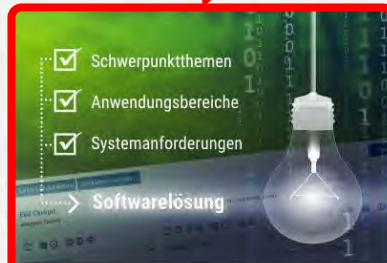 Schwerpunktthemen
Anwendungsbereiche
Systemanforderungen
Softwarelösung